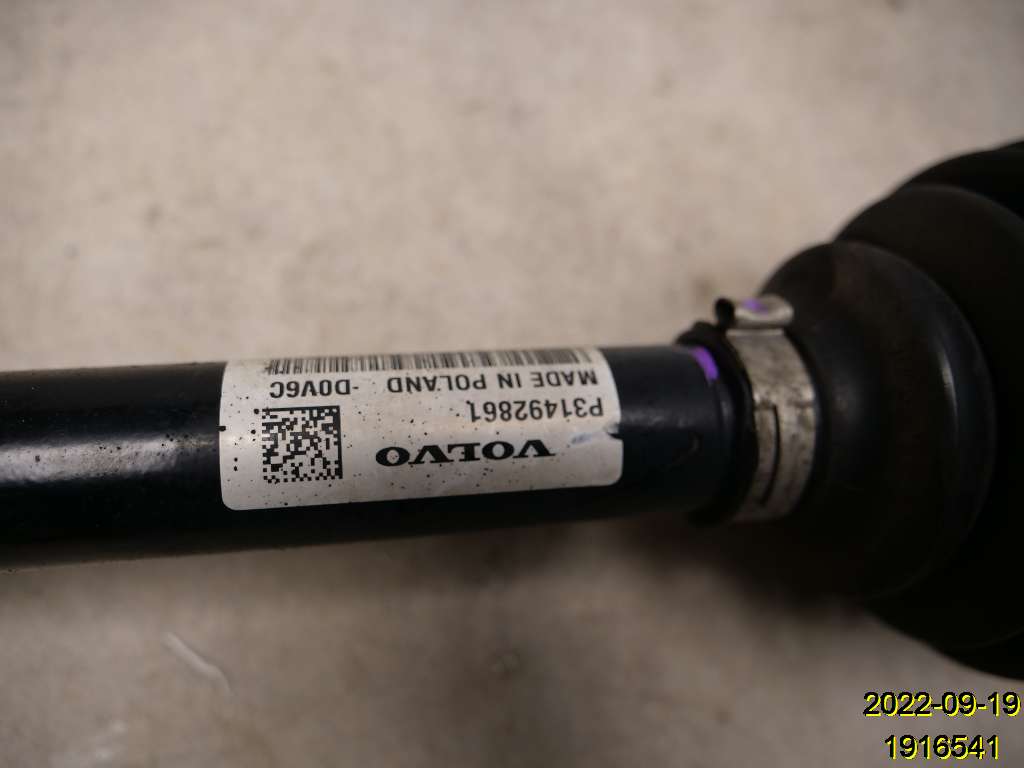 VOLVO
P31492861
MADE IN POLAND -D0V6C
2022-09-19
1916541